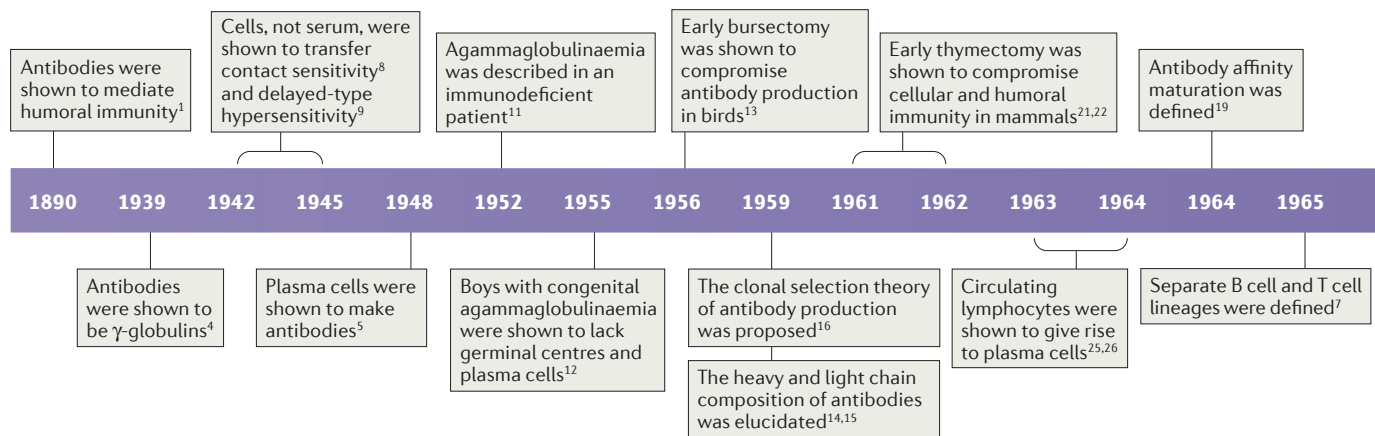 Antibodies were
shown to mediate
humoral immunity¹
Cells, not serum, were
shown to transfer
contact sensitivity⁸
and delayed-type
hypersensitivity⁹
Agammaglobulinaemia
was described in an
immunodeficient
patient¹¹
Early bursectomy
was shown to
compromise
antibody production
in birds¹³
Early thymectomy was
shown to compromise
cellular and humoral
immunity in mammals²¹,²²
Antibody affinity
maturation was
defined¹⁹
1890 1939 1942 1945 1948 1952 1955 1956 1959 1961 1962 1963 1964 1964 1965
Antibodies
were shown to
be γ-globulins⁴
Plasma cells were
shown to make
antibodies⁵
Boys with congenital
agammaglobulinaemia
were shown to lack
germinal centres and
plasma cells¹²
The clonal selection theory
of antibody production
was proposed¹⁶
The heavy and light chain
composition of antibodies
was elucidated¹⁴,¹⁵
Circulating
lymphocytes were
shown to give rise
to plasma cells²⁵,²⁶
Separate B cell and T cell
lineages were defined⁷